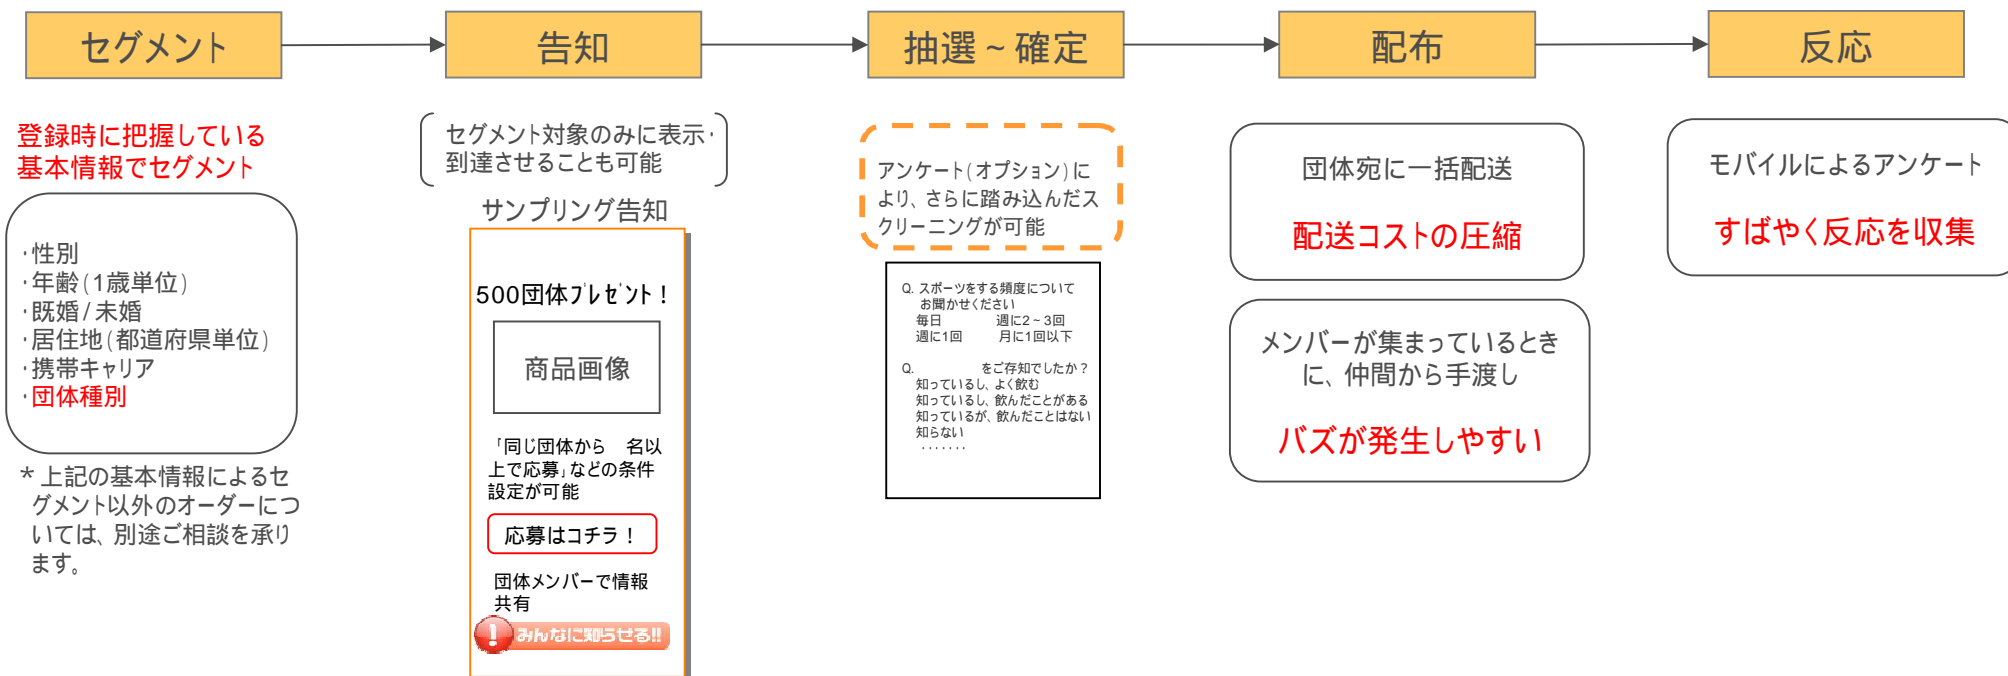 セグメント
告知
抽選~確定
配布
反応
登録時に把握している
基本情報でセグメント
・性別
・年齢(1歳単位)
・既婚/未婚
・居住地(都道府県単位)
・携帯キャリア
・団体種別
*上記の基本情報によるセ
グメント以外のオーダーにつ
いては、別途ご相談を承り
ます。
セグメント対象のみに表示・
到達させることも可能
サンプリング告知
500団体プレゼント!
商品画像
「同じ団体から 名以
上で応募」などの条件
設定が可能
応募はコチラ!
団体メンバーで情報
共有
みんなに知らせる!!
アンケート(オプション)に
より、さらに踏み込んだス
クリーニングが可能
Q. スポーツをする頻度について
お聞かせください
毎日 週に2~3回
週に1回 月に1回以下
Q. をご存知でしたか?
知っているし、よく飲む
知っているし、飲んだことがある
知っているが、飲んだことはない
知らない
・・・・・・・
団体宛に一括配送
配送コストの圧縮
メンバーが集まっているとき
に、仲間から手渡し
バズが発生しやすい
モバイルによるアンケート
すばやく反応を収集